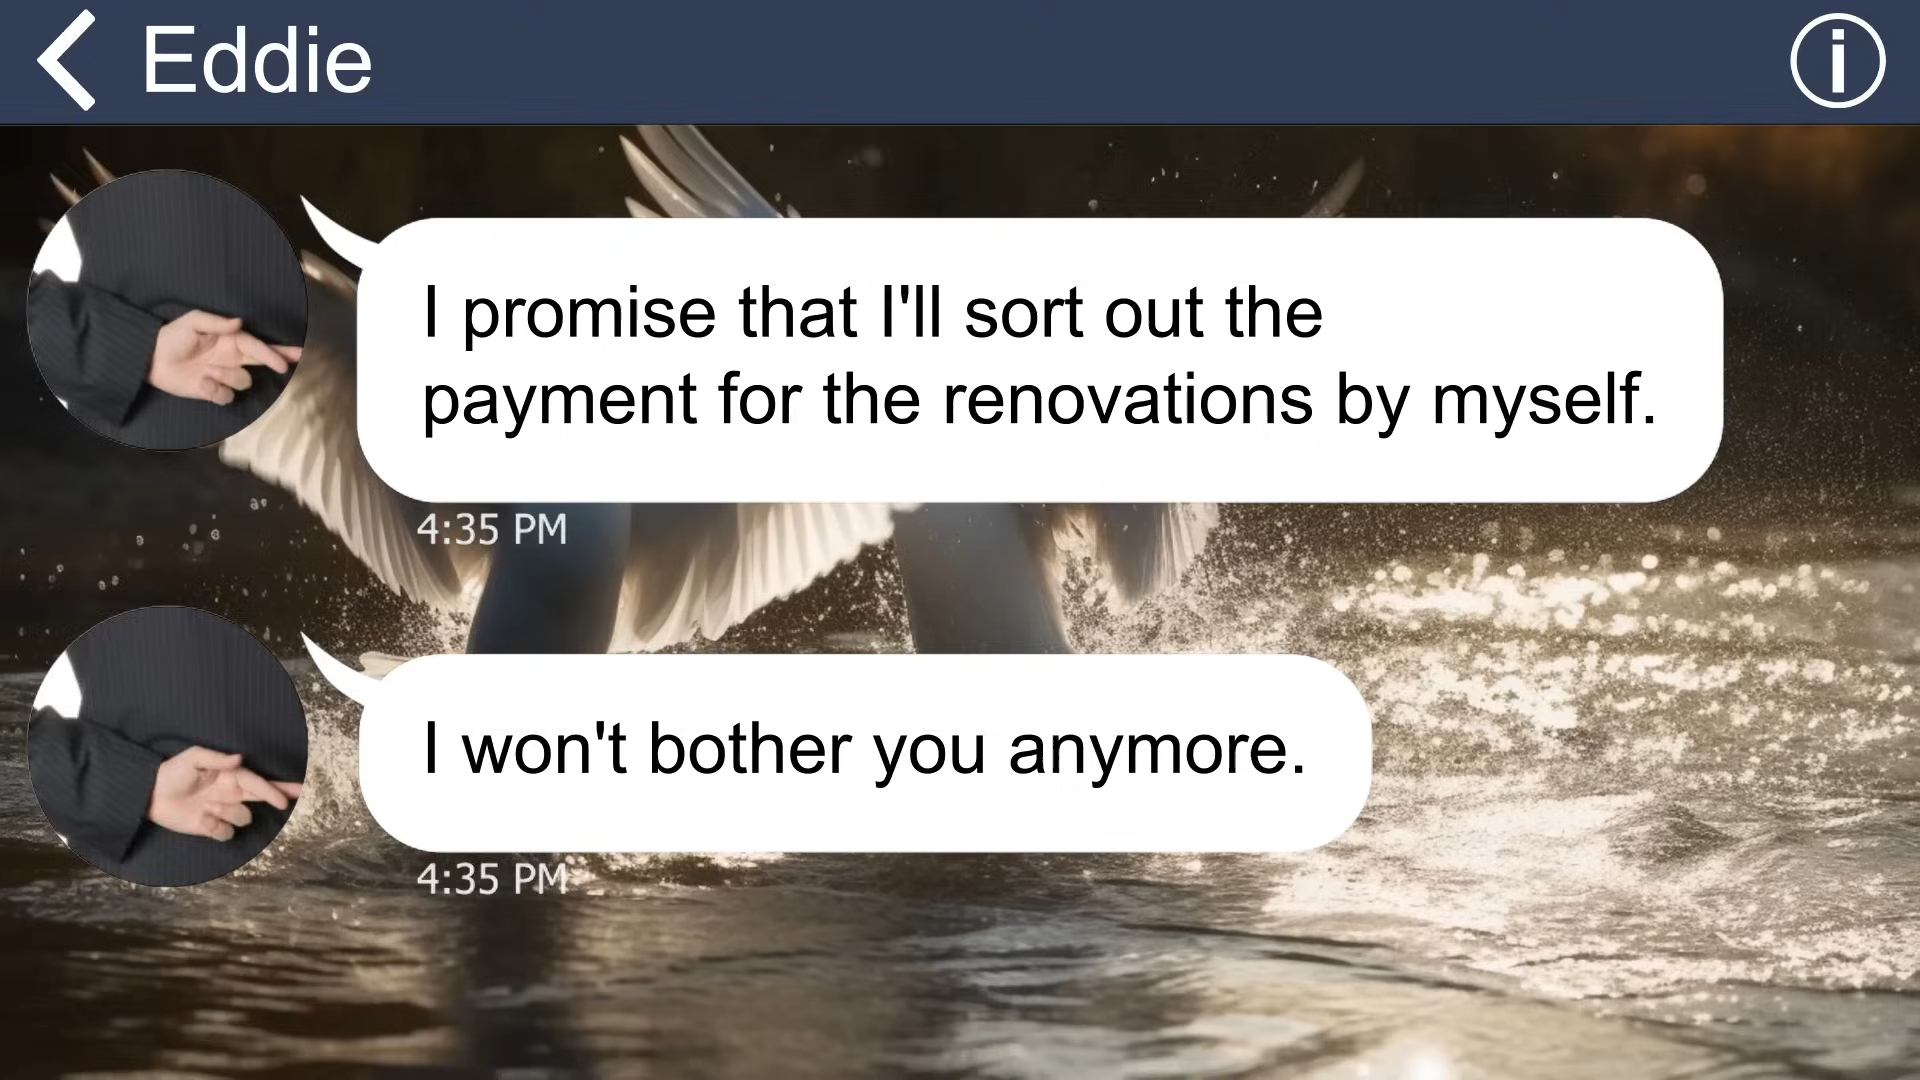 Eddie
I promise that I'll sort out the
payment for the renovations by myself.
4:35 PM
I won't bother you anymore.
4:35 PM